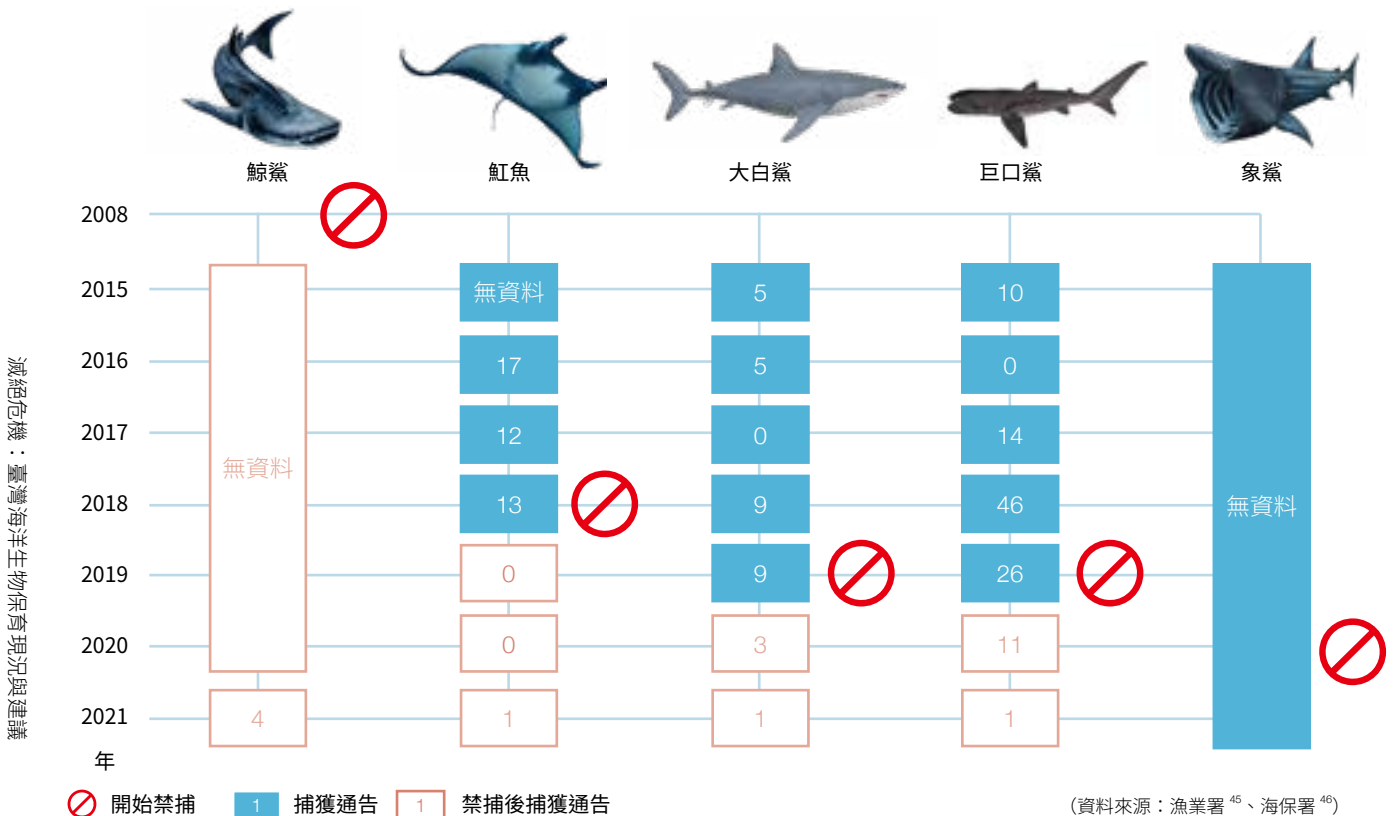 鯨鯊 魟魚 大白鯊 巨口鯊 象鯊
2008
2015 無資料 5 10
2016 17 5 0
2017 12 0 14
無資料
2018 13 9 46 無資料
2019 0 9 26
2020 0 3 11
2021 4 1 1 1
年
開始禁捕 1 捕獲通告 1 禁捕後捕獲通告
(資料來源：漁業署 45、海保署 46)
滅絕危機：臺灣海洋生物保育現況與建議